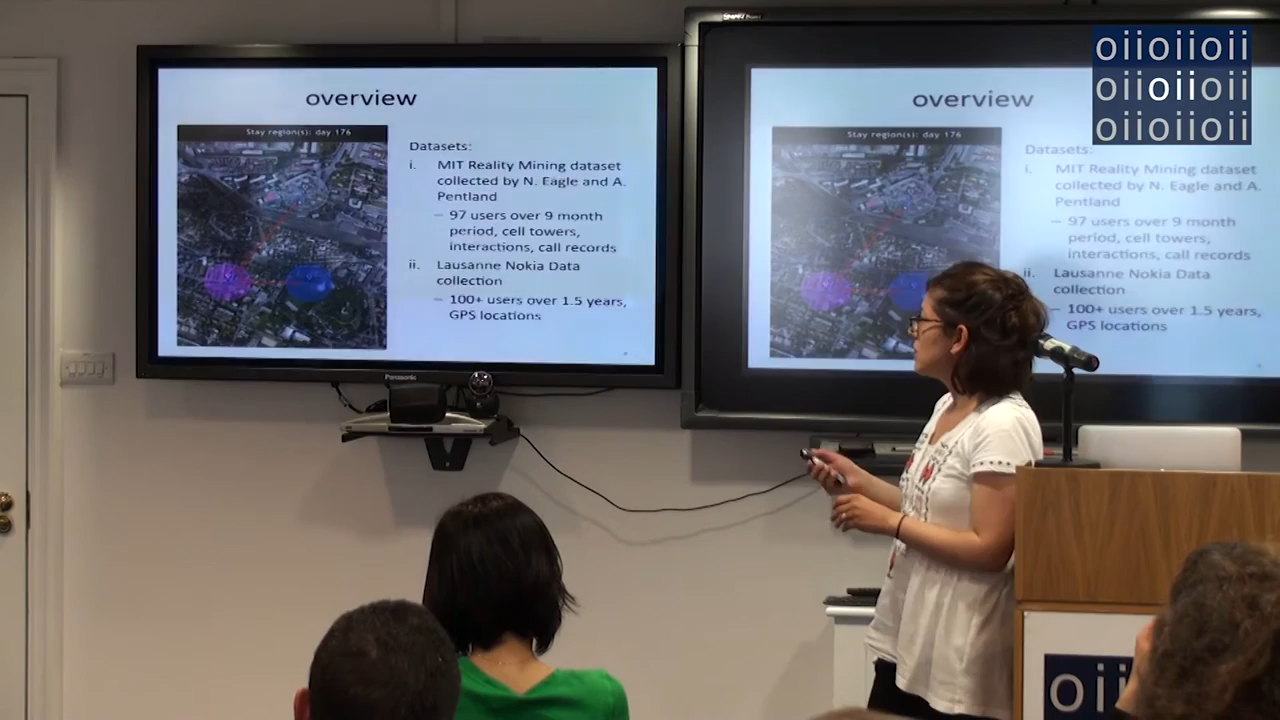 overview
Stay region(s): day 176
Datasets:
i. MIT Reality Mining dataset
collected by N. Eagle and A.
Pentland
– 97 users over 9 month
period, cell towers,
interactions, call records
ii. Lausanne Nokia Data
collection
– 100+ users over 1.5 years,
GPS locations
Panasonic
overview
Stay region(s): day 176
Datasets:
i. MIT Reality Mining dataset
collected by N. Eagle and A.
Pentland
– 97 users over 9 month
period, cell towers,
interactions, call records
ii. Lausanne Nokia Data
collection
– 100+ users over 1.5 years,
GPS locations
oiioiioii
oiioiioii
oiioiioii
oii